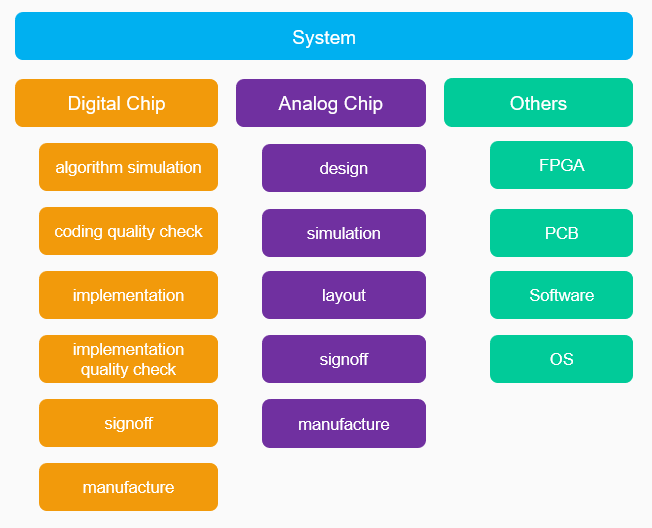 System
Digital Chip
algorithm simulation
coding quality check
implementation
implementation
quality check
signoff
manufacture
Analog Chip
design
simulation
layout
signoff
manufacture
Others
FPGA
PCB
Software
OS